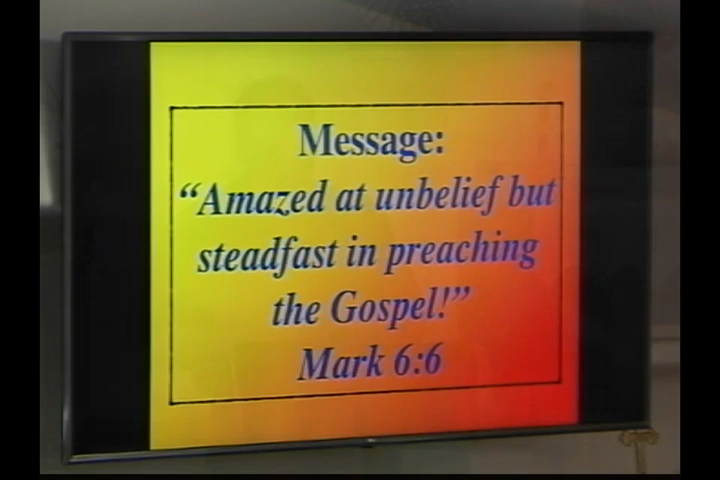 Message:
“Amazed at unbelief but
steadfast in preaching
the Gospel!”
Mark 6:6